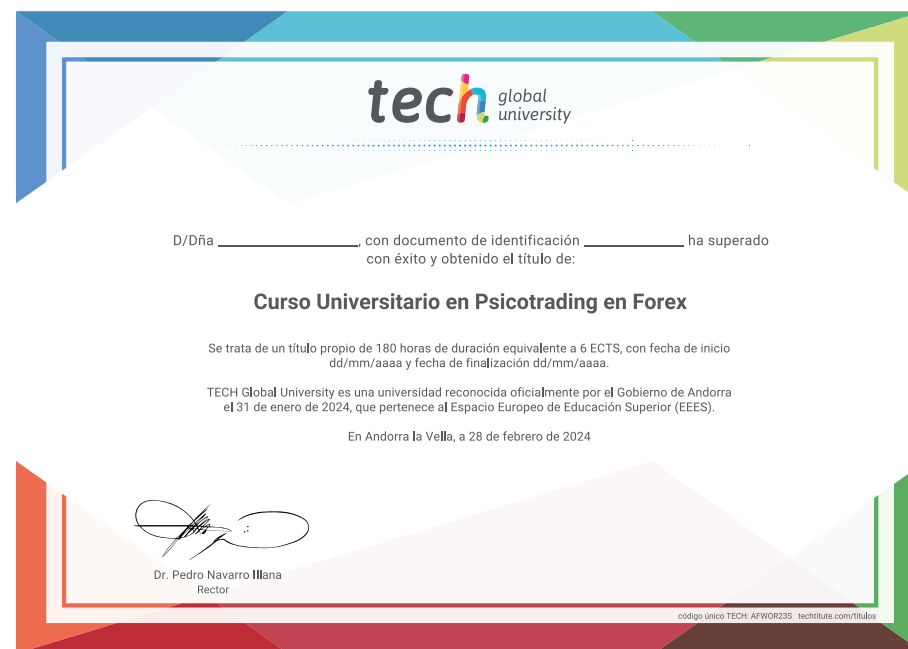 tech global university
D/Dña ____________________, con documento de identificación ______________ ha superado
con éxito y obtenido el título de:
Curso Universitario en Psicotrading en Forex
Se trata de un título propio de 180 horas de duración equivalente a 6 ECTS, con fecha de inicio
dd/mm/aaaa y fecha de finalización dd/mm/aaaa.
TECH Global University es una universidad reconocida oficialmente por el Gobierno de Andorra
el 31 de enero de 2024, que pertenece al Espacio Europeo de Educación Superior (EEES).
En Andorra la Vella, a 28 de febrero de 2024
Dr. Pedro Navarro Illana
Rector
código único TECH: AFWOR23S techtitute.com/titulos